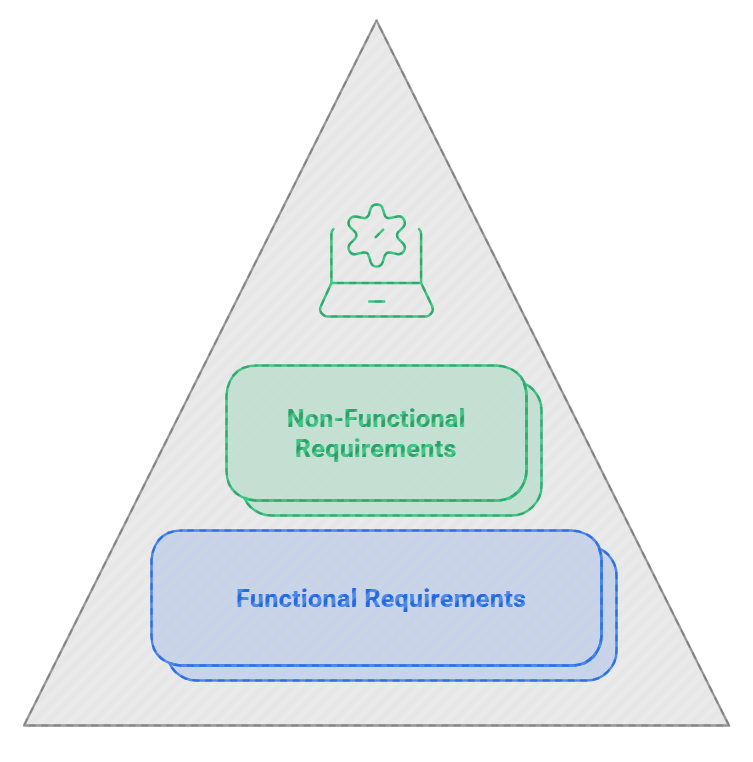 Non-Functional
Requirements
Functional Requirements